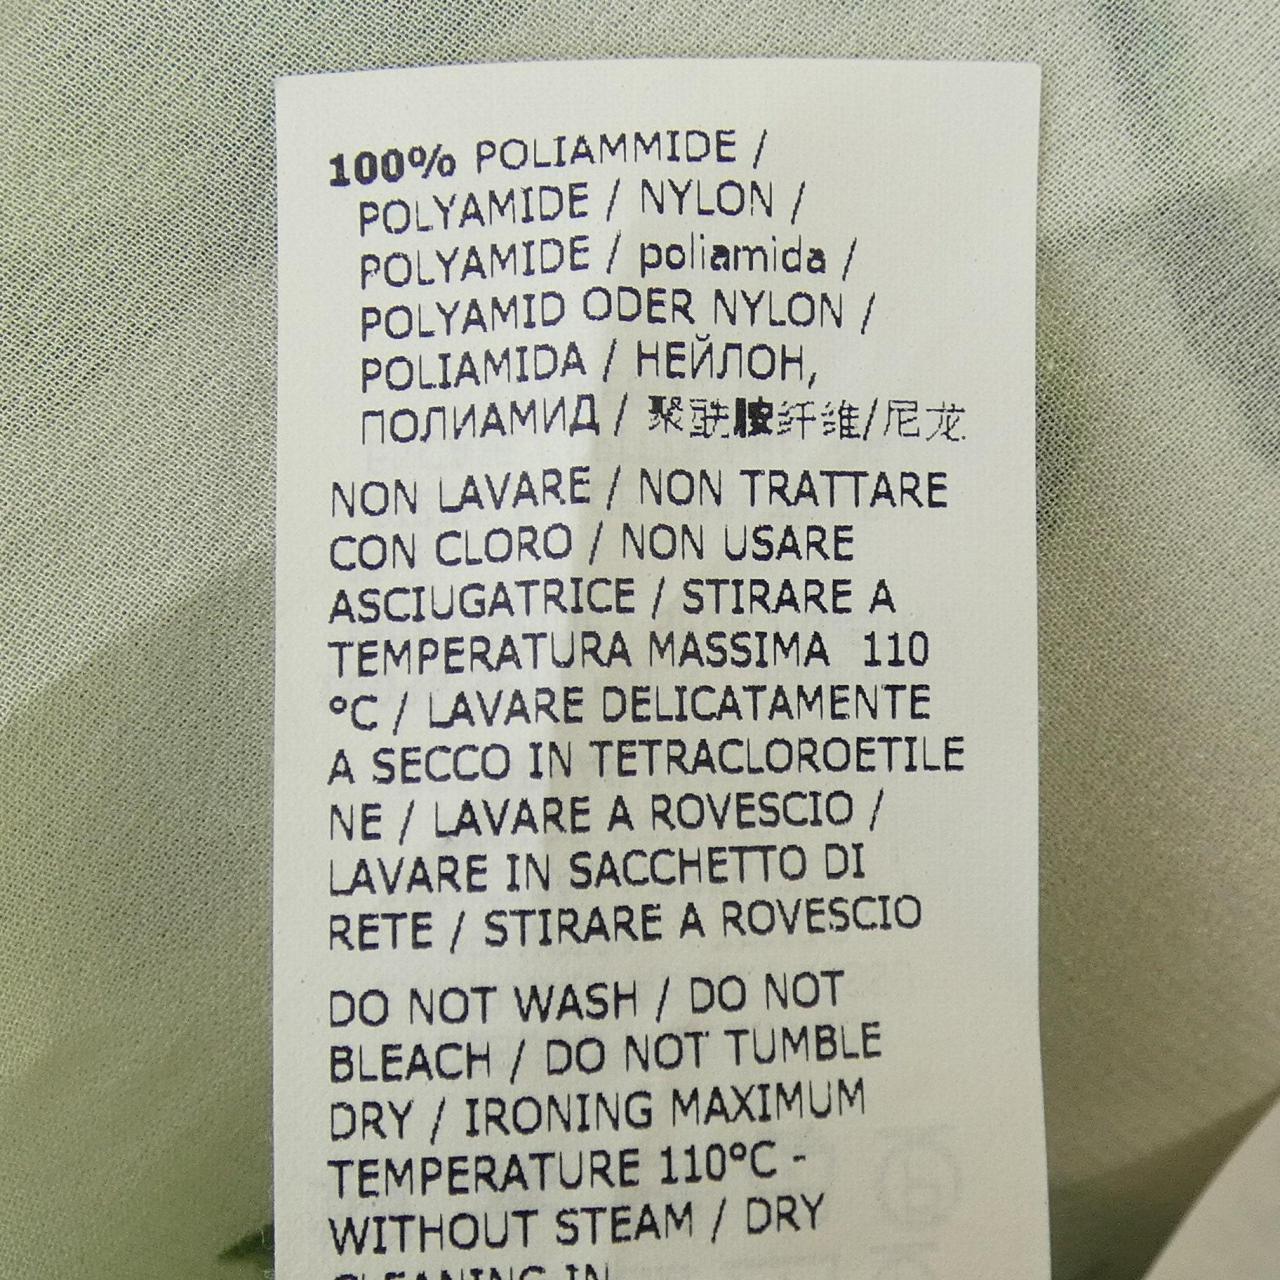 100% POLIAMMIDE /
POLYAMIDE / NYLON /
POLYAMIDE / poliamida /
POLYAMID ODER NYLON /
POLIAMIDA / НЕЙЛОН,
ПОЛИАМИД / 聚酰胺纤维/尼龙
NON LAVARE / NON TRATTARE
CON CLORO / NON USARE
ASCIUGATRICE / STIRARE A
TEMPERATURA MASSIMA 110
°C / LAVARE DELICATAMENTE
A SECCO IN TETRACLOROETILE
NE / LAVARE A ROVESCIO /
LAVARE IN SACCHETTO DI
RETE / STIRARE A ROVESCIO
DO NOT WASH / DO NOT
BLEACH / DO NOT TUMBLE
DRY / IRONING MAXIMUM
TEMPERATURE 110°C -
WITHOUT STEAM / DRY
CLEANING IN